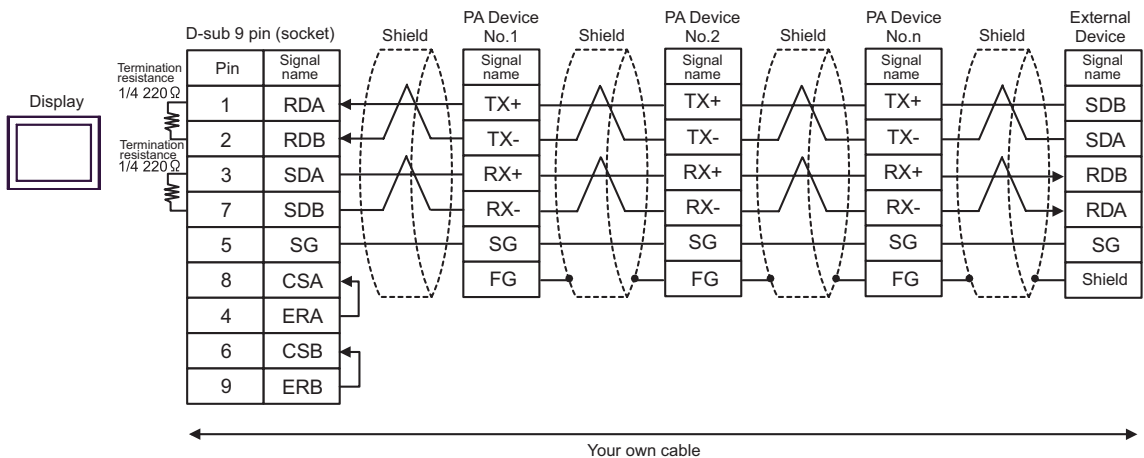 PA Device PA Device PA Device External
D-sub 9 pin (socket) Shield No.1 Shield No.2 Shield No.n Shield Device
Termination resistance 1/4 220 Ω Pin Signal name Signal name Signal name Signal name Signal name
Display 1 RDA TX+ TX+ TX+ SDB
2 RDB TX- TX- TX- SDA
Termination resistance 1/4 220 Ω 3 SDA RX+ RX+ RX+ RDB
7 SDB RX- RX- RX- RDA
5 SG SG SG SG SG
8 CSA FG FG FG Shield
4 ERA
6 CSB
9 ERB
Your own cable